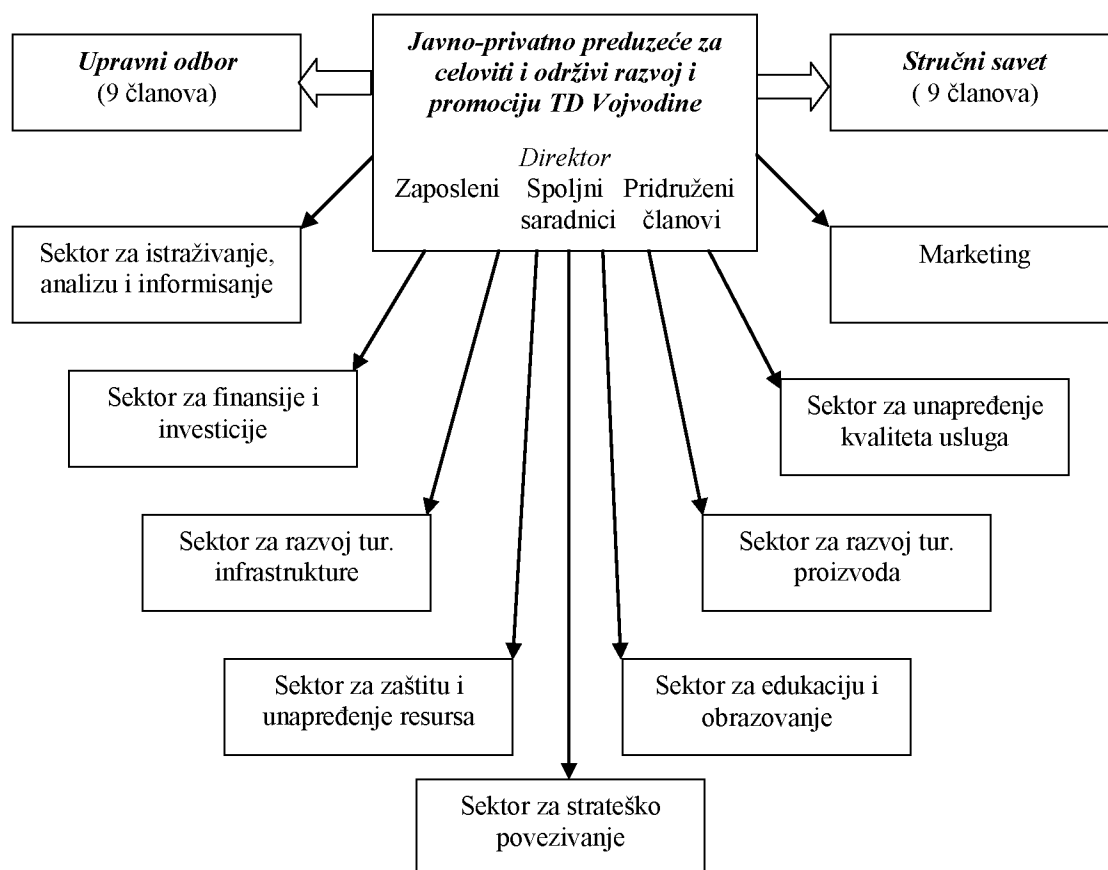 Upravni odbor
(9 članova)
Javno-privatno preduzeće za
celoviti i održivi razvoj i
promociju TD Vojvodine
Direktor
Zaposleni Spoljni Pridruženi
saradnici članovi
Stručni savet
( 9 članova)
Sektor za istraživanje,
analizu i informisanje
Marketing
Sektor za finansije i
investicije
Sektor za unapređenje
kvaliteta usluga
Sektor za razvoj tur.
infrastrukture
Sektor za razvoj tur.
proizvoda
Sektor za zaštitu i
unapređenje resursa
Sektor za edukaciju i
obrazovanje
Sektor za strateško
povezivanje